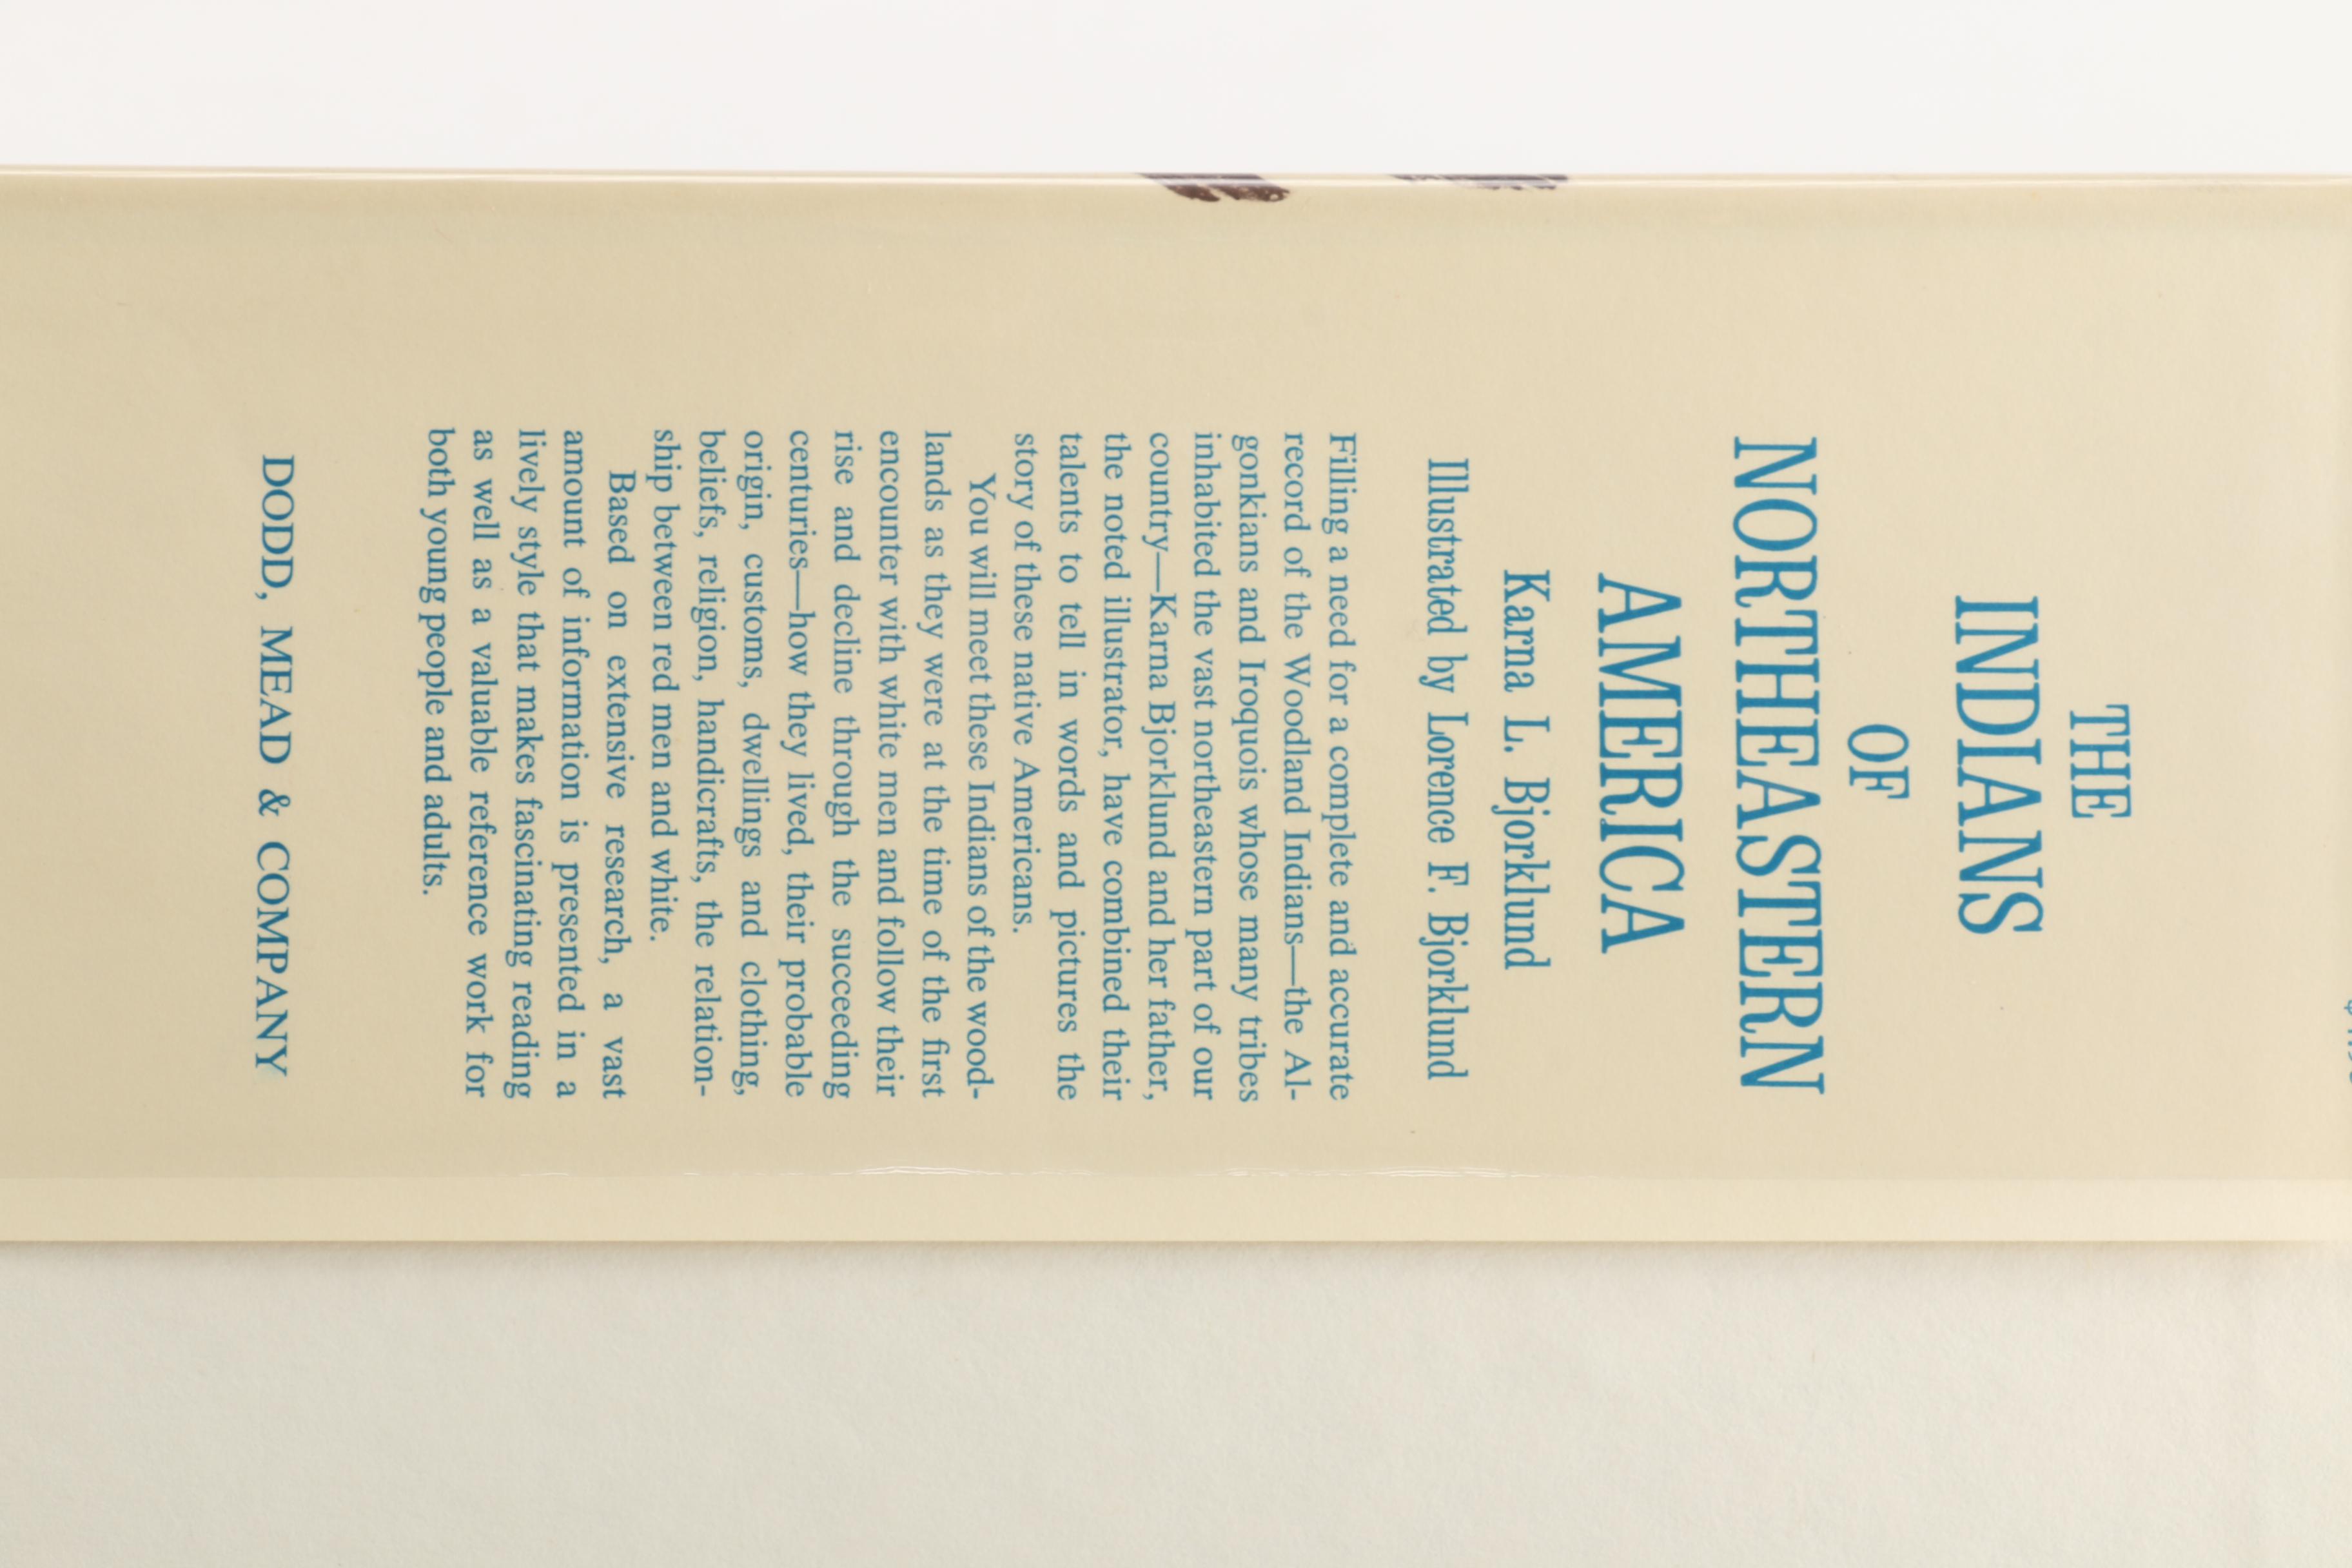 THE
INDIANS
OF
NORTHEASTERN
AMERICA
Karna L. Bjorklund
Illustrated by Lorence F. Bjorklund
Filling a need for a complete and accurate
record of the Woodland Indians—the Al-
gonkians and Iroquois whose many tribes
inhabited the vast northeastern part of our
country—Karna Bjorklund and her father,
the noted illustrator, have combined their
talents to tell in words and pictures the
story of these native Americans.
You will meet these Indians of the wood-
lands as they were at the time of the first
encounter with white men and follow their
rise and decline through the succeeding
centuries—how they lived, their probable
origin, customs, dwellings and clothing,
beliefs, religion, handicrafts, the relation-
ship between red men and white.
Based on extensive research, a vast
amount of information is presented in a
lively style that makes fascinating reading
as well as a valuable reference work for
both young people and adults.
DODD, MEAD & COMPANY